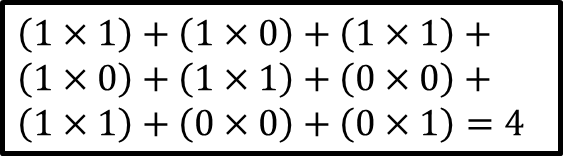 (1 × 1) + (1 × 0) + (1 × 1) +
(1 × 0) + (1 × 1) + (0 × 0) +
(1 × 1) + (0 × 0) + (0 × 1) = 4